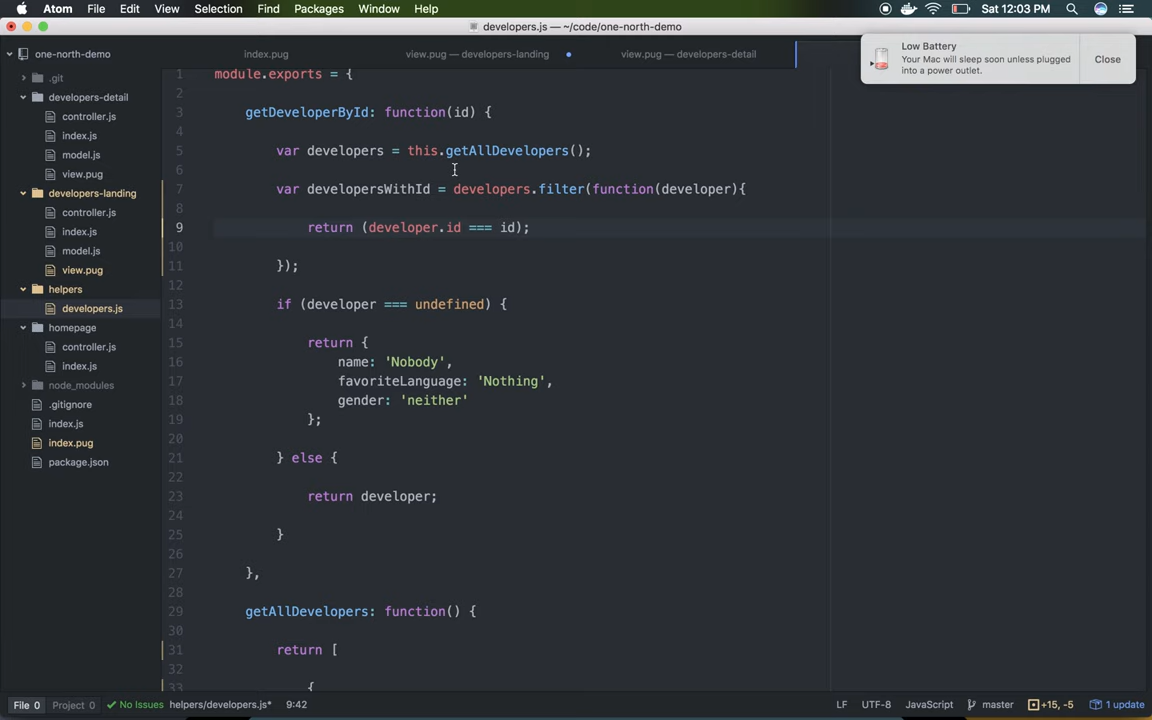 Atom File Edit View Selection Find Packages Window Help Sat 12:03 PM
developers.js — ~/code/one-north-demo
one-north-demo
.git
developers-detail
controller.js
index.js
model.js
view.pug
developers-landing
controller.js
index.js
model.js
view.pug
helpers
developers.js
homepage
controller.js
index.js
node_modules
.gitignore
index.js
index.pug
package.json
index.pug view.pug — developers-landing view.pug — developers-detail
Low Battery
Your Mac will sleep soon unless plugged
into a power outlet.
Close
1 module.exports = {
2
3 getDeveloperById: function(id) {
4
5 var developers = this.getAllDevelopers();
6
7 var developersWithId = developers.filter(function(developer){
8
9 return (developer.id === id);
10
11 });
12
13 if (developer === undefined) {
14
15 return {
16 name: 'Nobody',
17 favoriteLanguage: 'Nothing',
18 gender: 'neither'
19 };
20
21 } else {
22
23 return developer;
24
25 }
26
27 },
28
29 getAllDevelopers: function() {
30
31 return [
32
33 {
File 0 Project 0 No Issues helpers/developers.js* 9:42 LF UTF-8 JavaScript master +15, -5 1 update